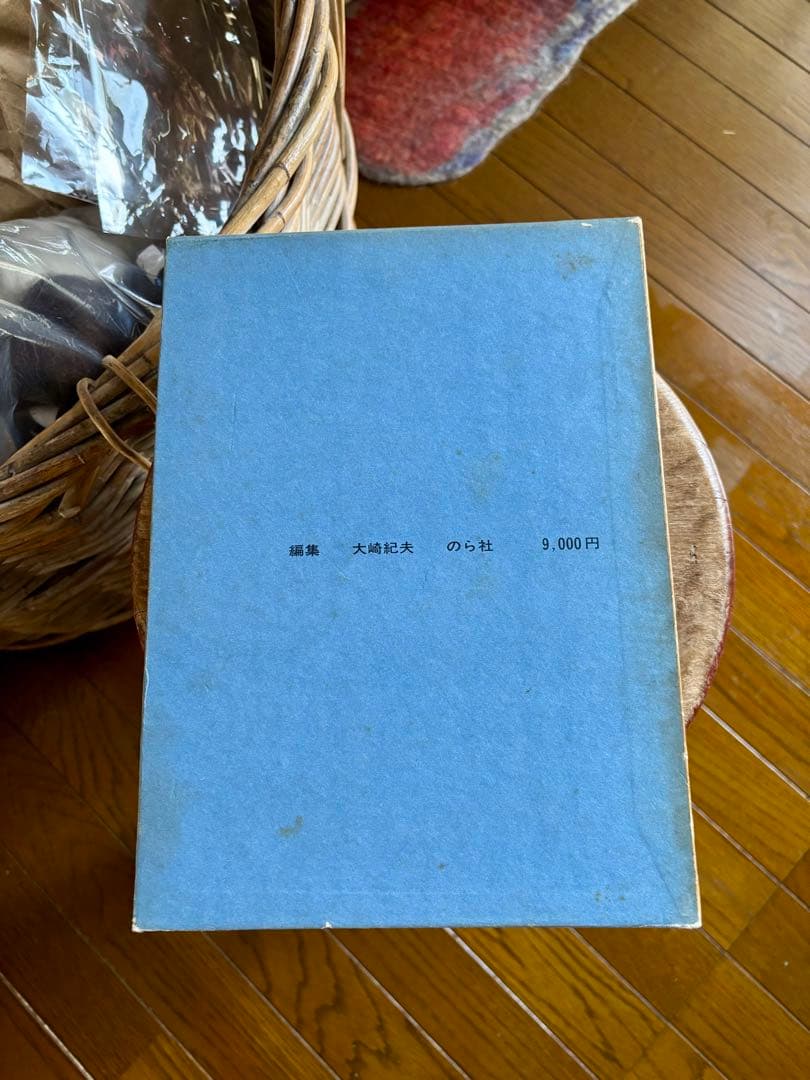 編集　大崎紀夫　のら社　9,000円